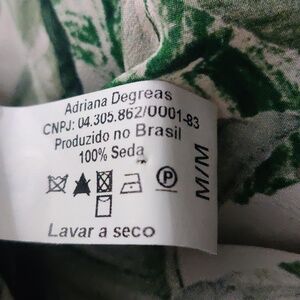 Adriana Degreas
CNPJ: 04.305.862/0001-83
Produzido no Brasil
100% Seda
P
M/M
Lavar a seco